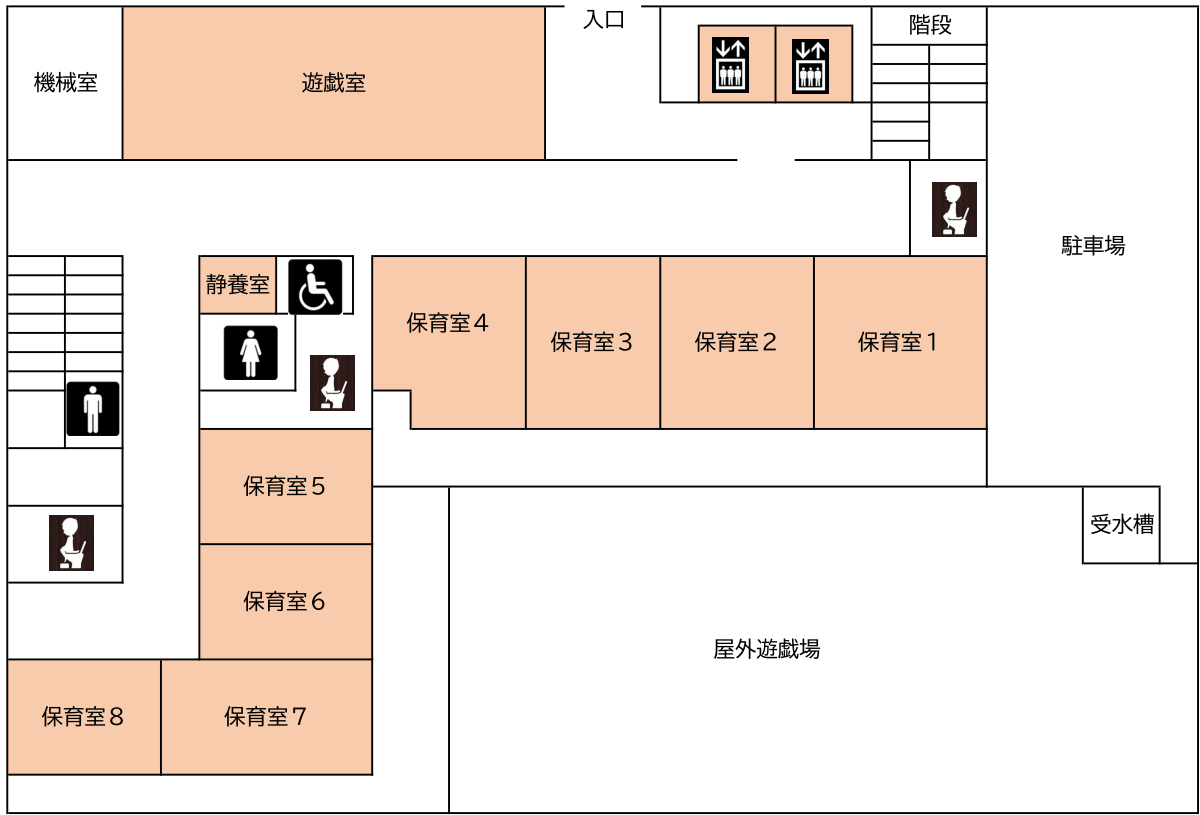 入口
階段
機械室
遊戯室
駐車場
静養室
保育室４
保育室３
保育室２
保育室１
保育室５
受水槽
保育室６
屋外遊戯場
保育室８
保育室７